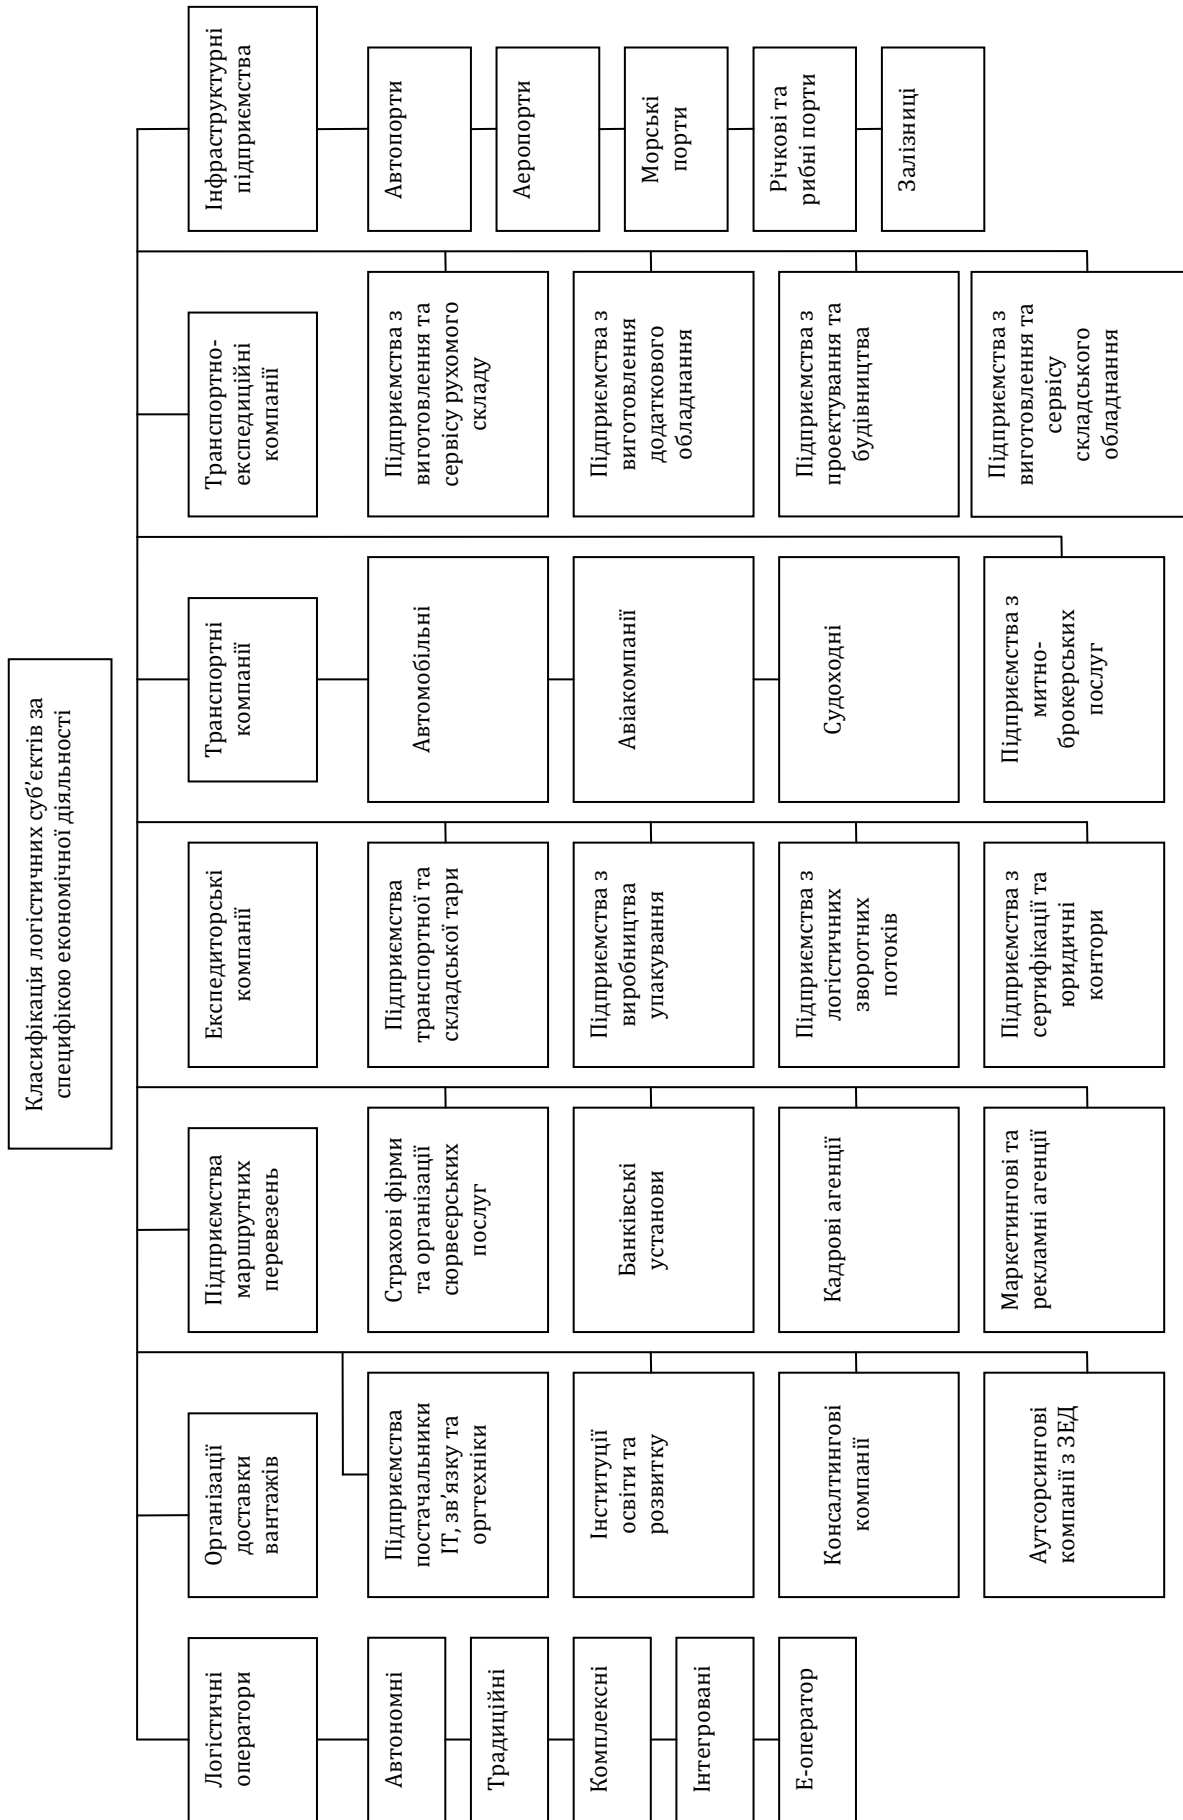 Класифікація логістичних суб'єктів за
специфікою економічної діяльності
Логістичні
оператори
Організації
доставки
вантажів
Підприємства
маршрутних
перевезень
Експедиторські
компанії
Транспортні
компанії
Транспортно-
експедиційні
компанії
Інфраструктурні
підприємства
Автономні
Традиційні
Комплексні
Інтегровані
Е-оператор
Підприємства
постачальники
ІТ, зв'язку та
оргтехніки
Інституції
освіти та
розвитку
Консалтингові
компанії
Аутсорсингові
компанії з ЗЕД
Страхові фірми
та організації
сюрвеєрських
послуг
Банківські
установи
Кадрові агенції
Маркетингові та
рекламні агенції
Підприємства
транспортної та
складської тари
Підприємства з
виробництва
упакування
Підприємства з
логістичних
зворотних
потоків
Підприємства з
сертифікації та
юридичні
контори
Автомобільні
Авіакомпанії
Судоходні
Підприємства з
митно-
брокерських
послуг
Підприємства з
виготовлення та
сервісу рухомого
складу
Підприємства з
виготовлення
додаткового
обладнання
Підприємства з
проектування та
будівництва
Підприємства з
виготовлення та
сервісу
складського
обладнання
Автопорти
Аеропорти
Морські
порти
Річкові та
рибні порти
Залізниці